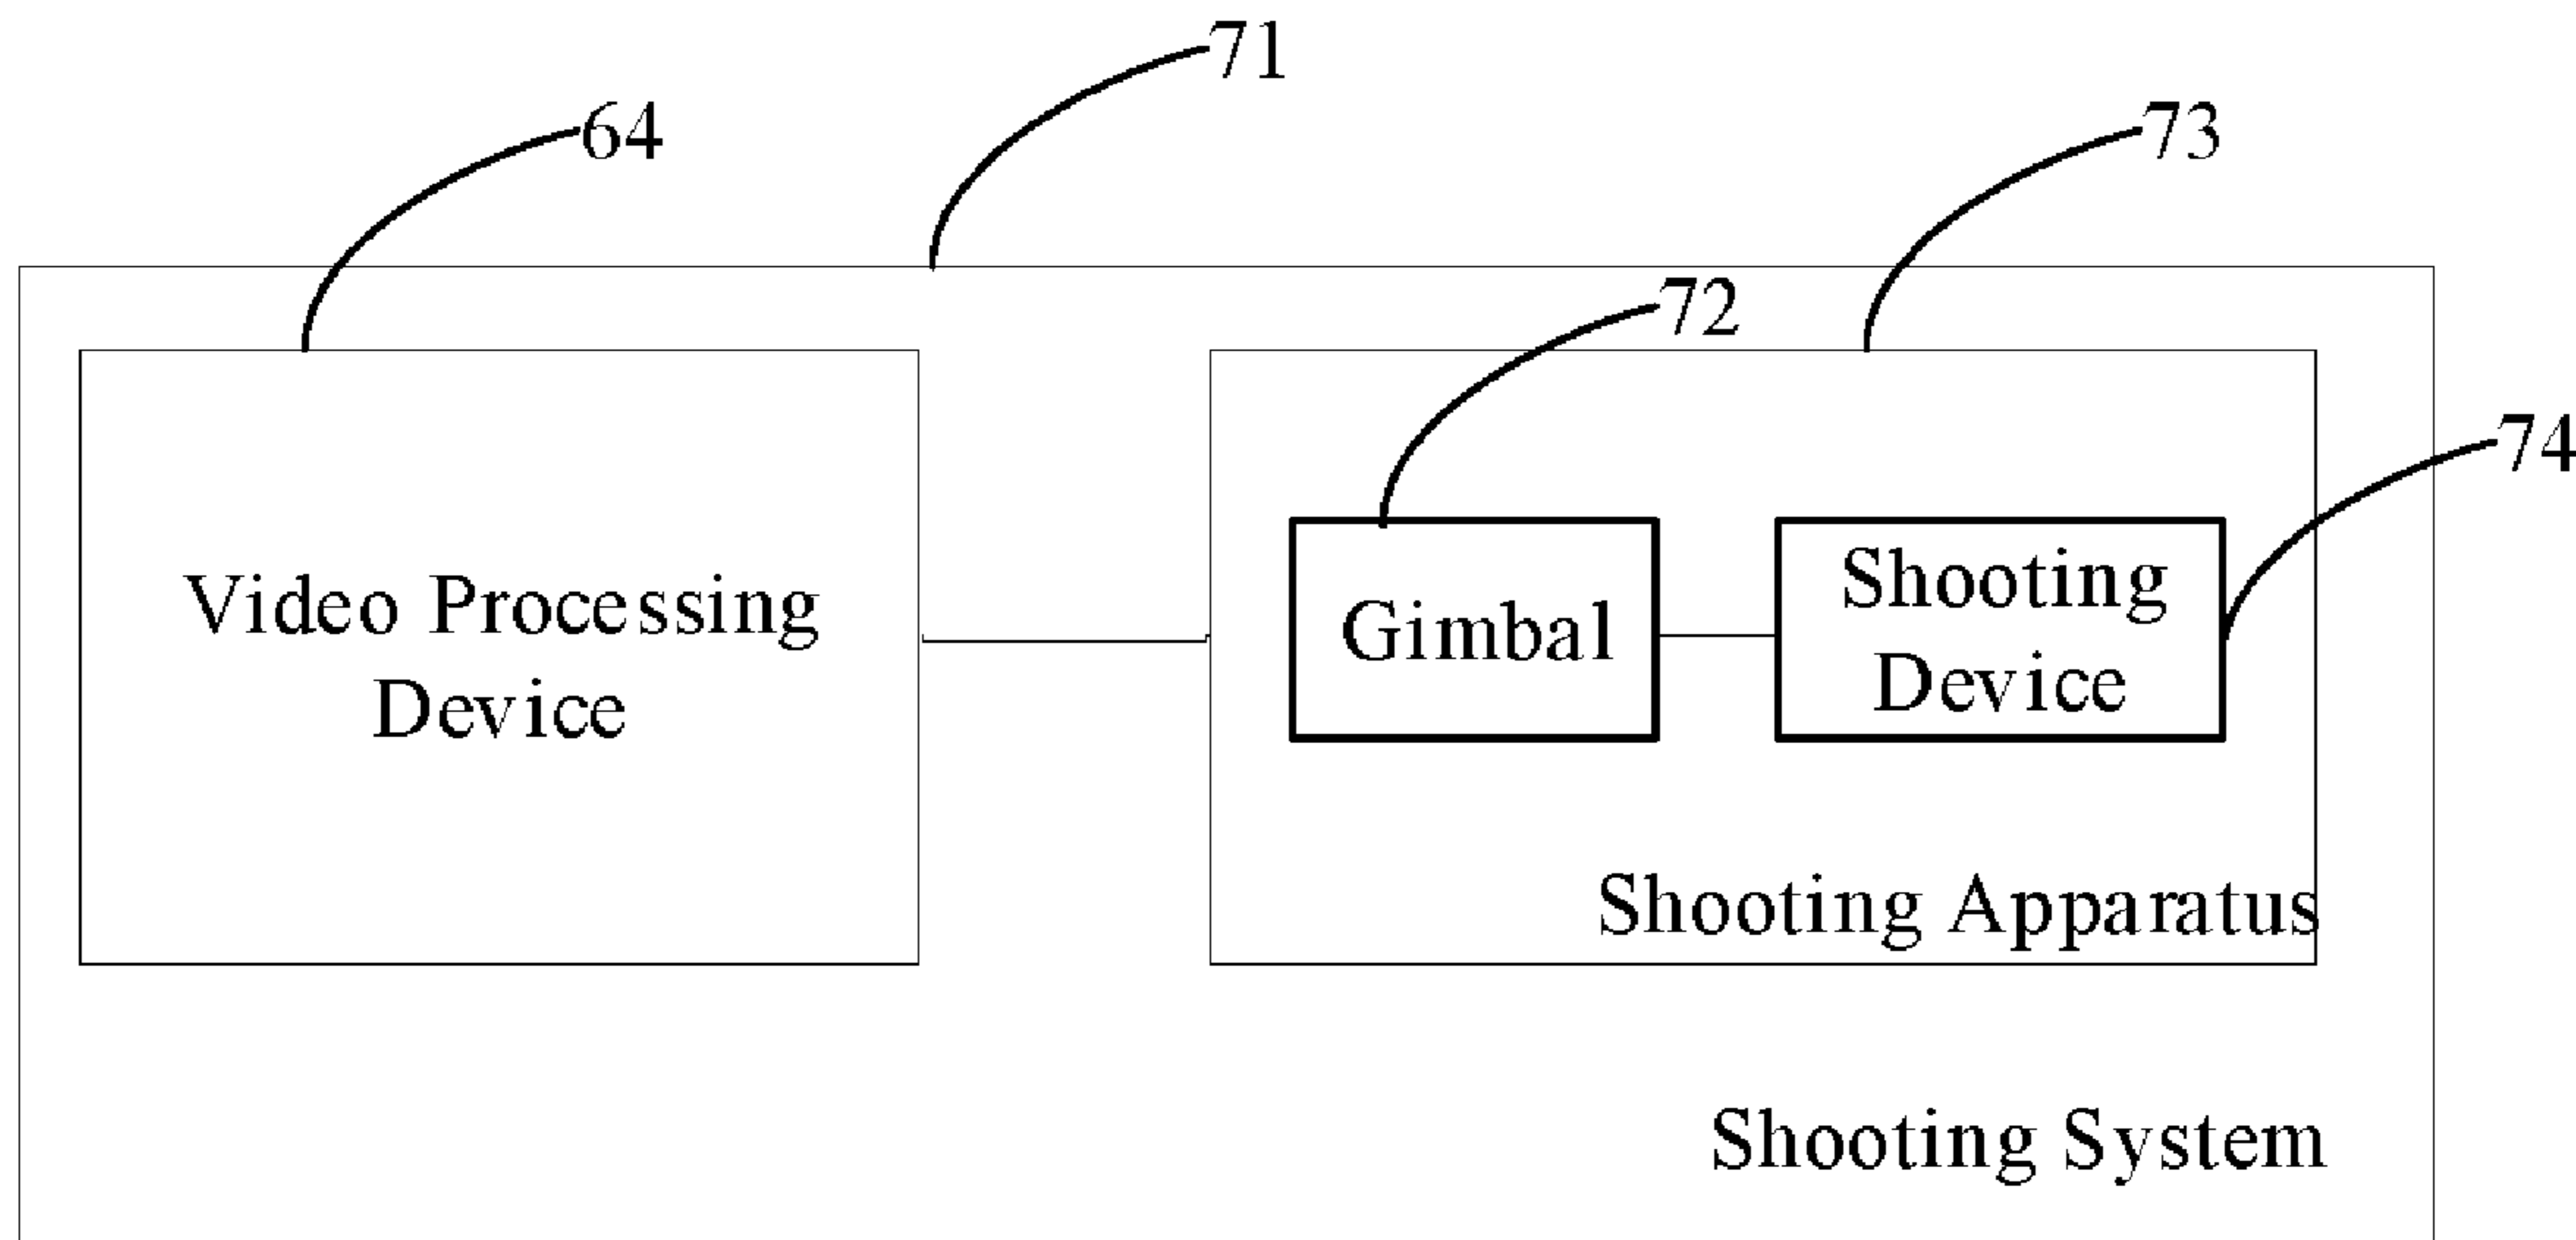 71
64
73
72
74
Video Processing
Device
Gimbal
Shooting
Device
Shooting Apparatus
Shooting System